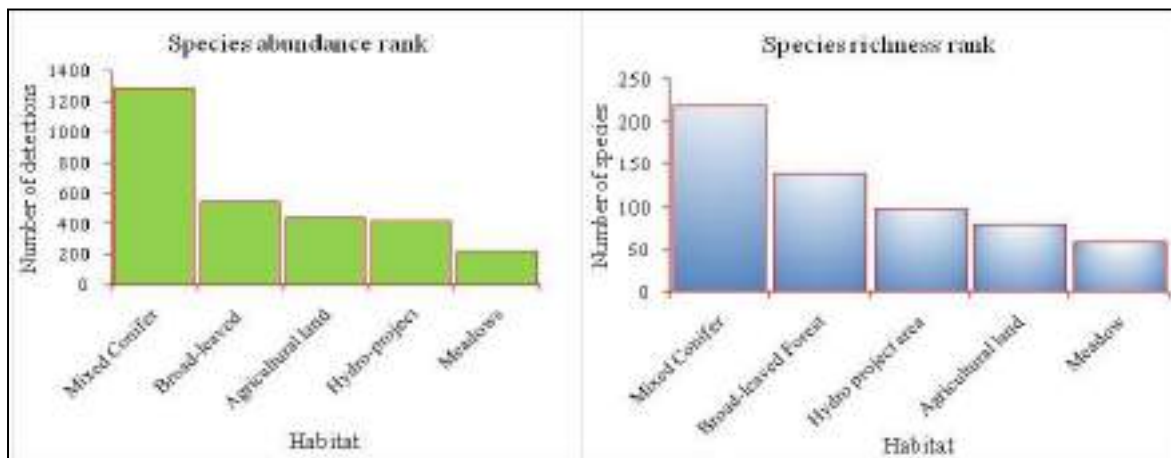 Species abundance rank
Number of detections
1400
1200
1000
800
600
400
200
0
Mixed Conifer
Broad-leaved
Agricultural land
Hydro-project
Meadows
Habitat
Species richness rank
Number of species
250
200
150
100
50
0
Mixed Conifer
Broad-leaved Forest
Hydro project area
Agricultural land
Meadow
Habitat